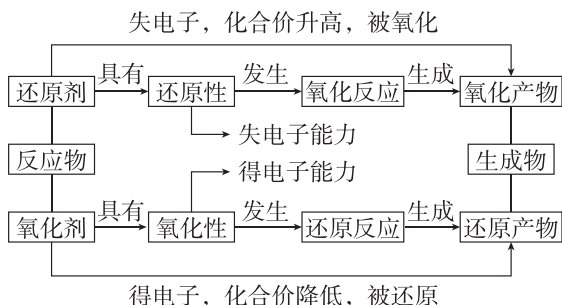 失电子，化合价升高，被氧化
具有 发生 生成
还原剂 还原性 氧化反应 氧化产物
失电子能力
反应物 生成物
得电子能力
具有 发生 生成
氧化剂 氧化性 还原反应 还原产物
得电子，化合价降低，被还原